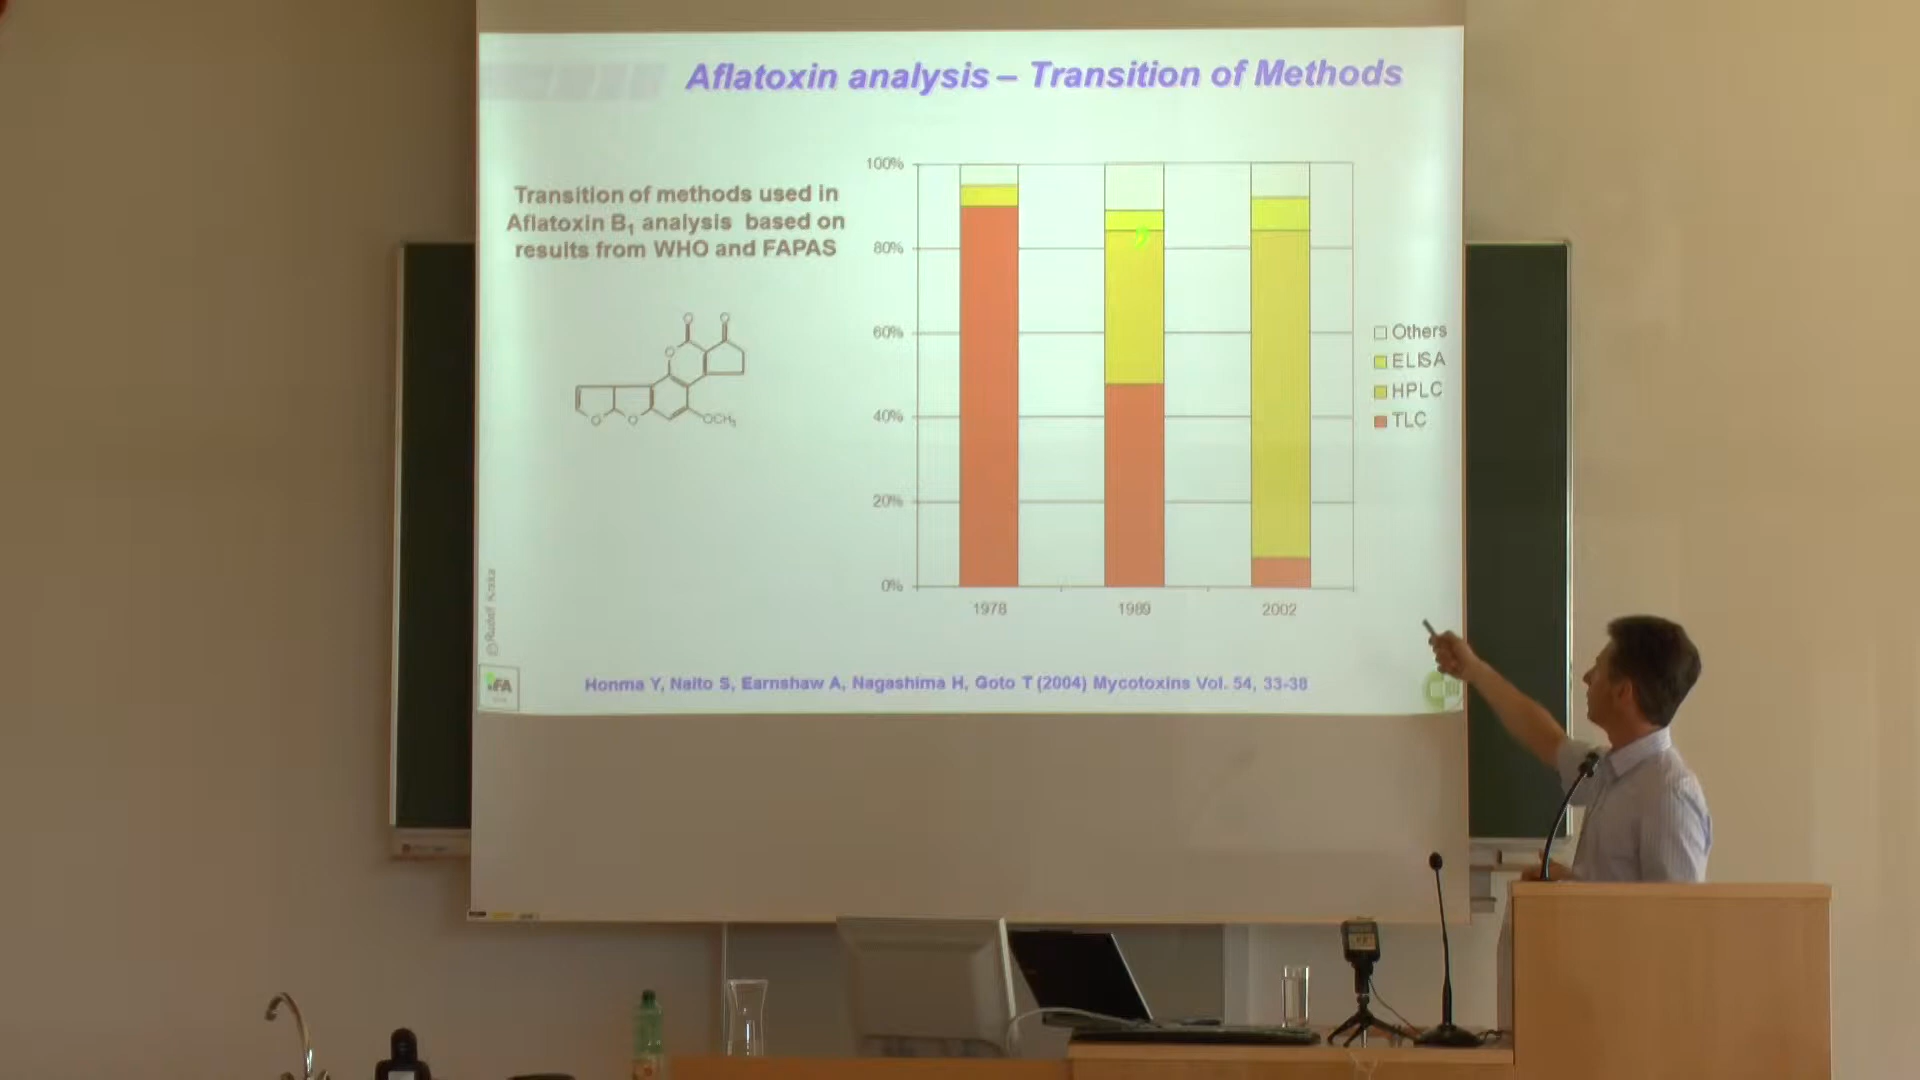 Aflatoxin analysis – Transition of Methods
Transition of methods used in
Aflatoxin B1 analysis based on
results from WHO and FAPAS
O
O
O
O
O
OCH3
100%
80%
60%
40%
20%
0%
1978
1989
2002
Others
ELISA
HPLC
TLC
Honma Y, Naito S, Earnshaw A, Nagashima H, Goto T (2004) Mycotoxins Vol. 54, 33-38
IFA